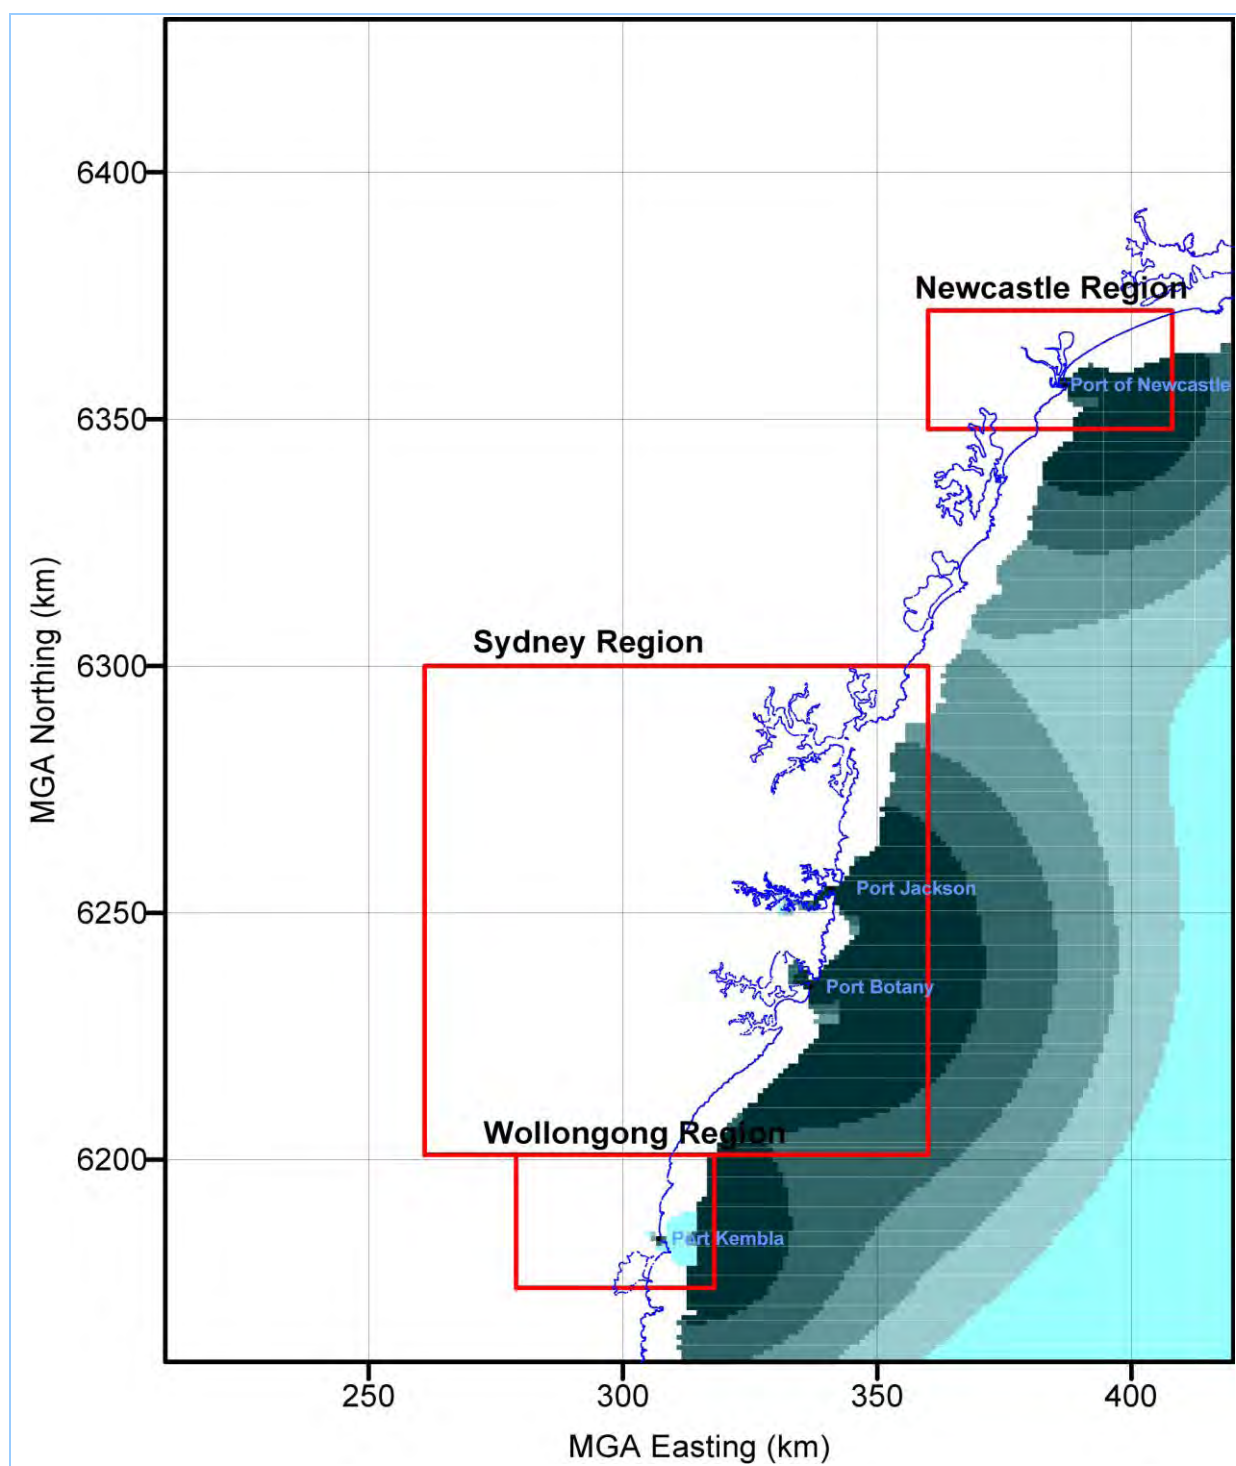 6400
Newcastle Region
Port of Newcastle
6350
Sydney Region
6300
MGA Northing (km)
Port Jackson
6250
Port Botany
Wollongong Region
6200
Port Kembla
250
300
350
400
MGA Easting (km)